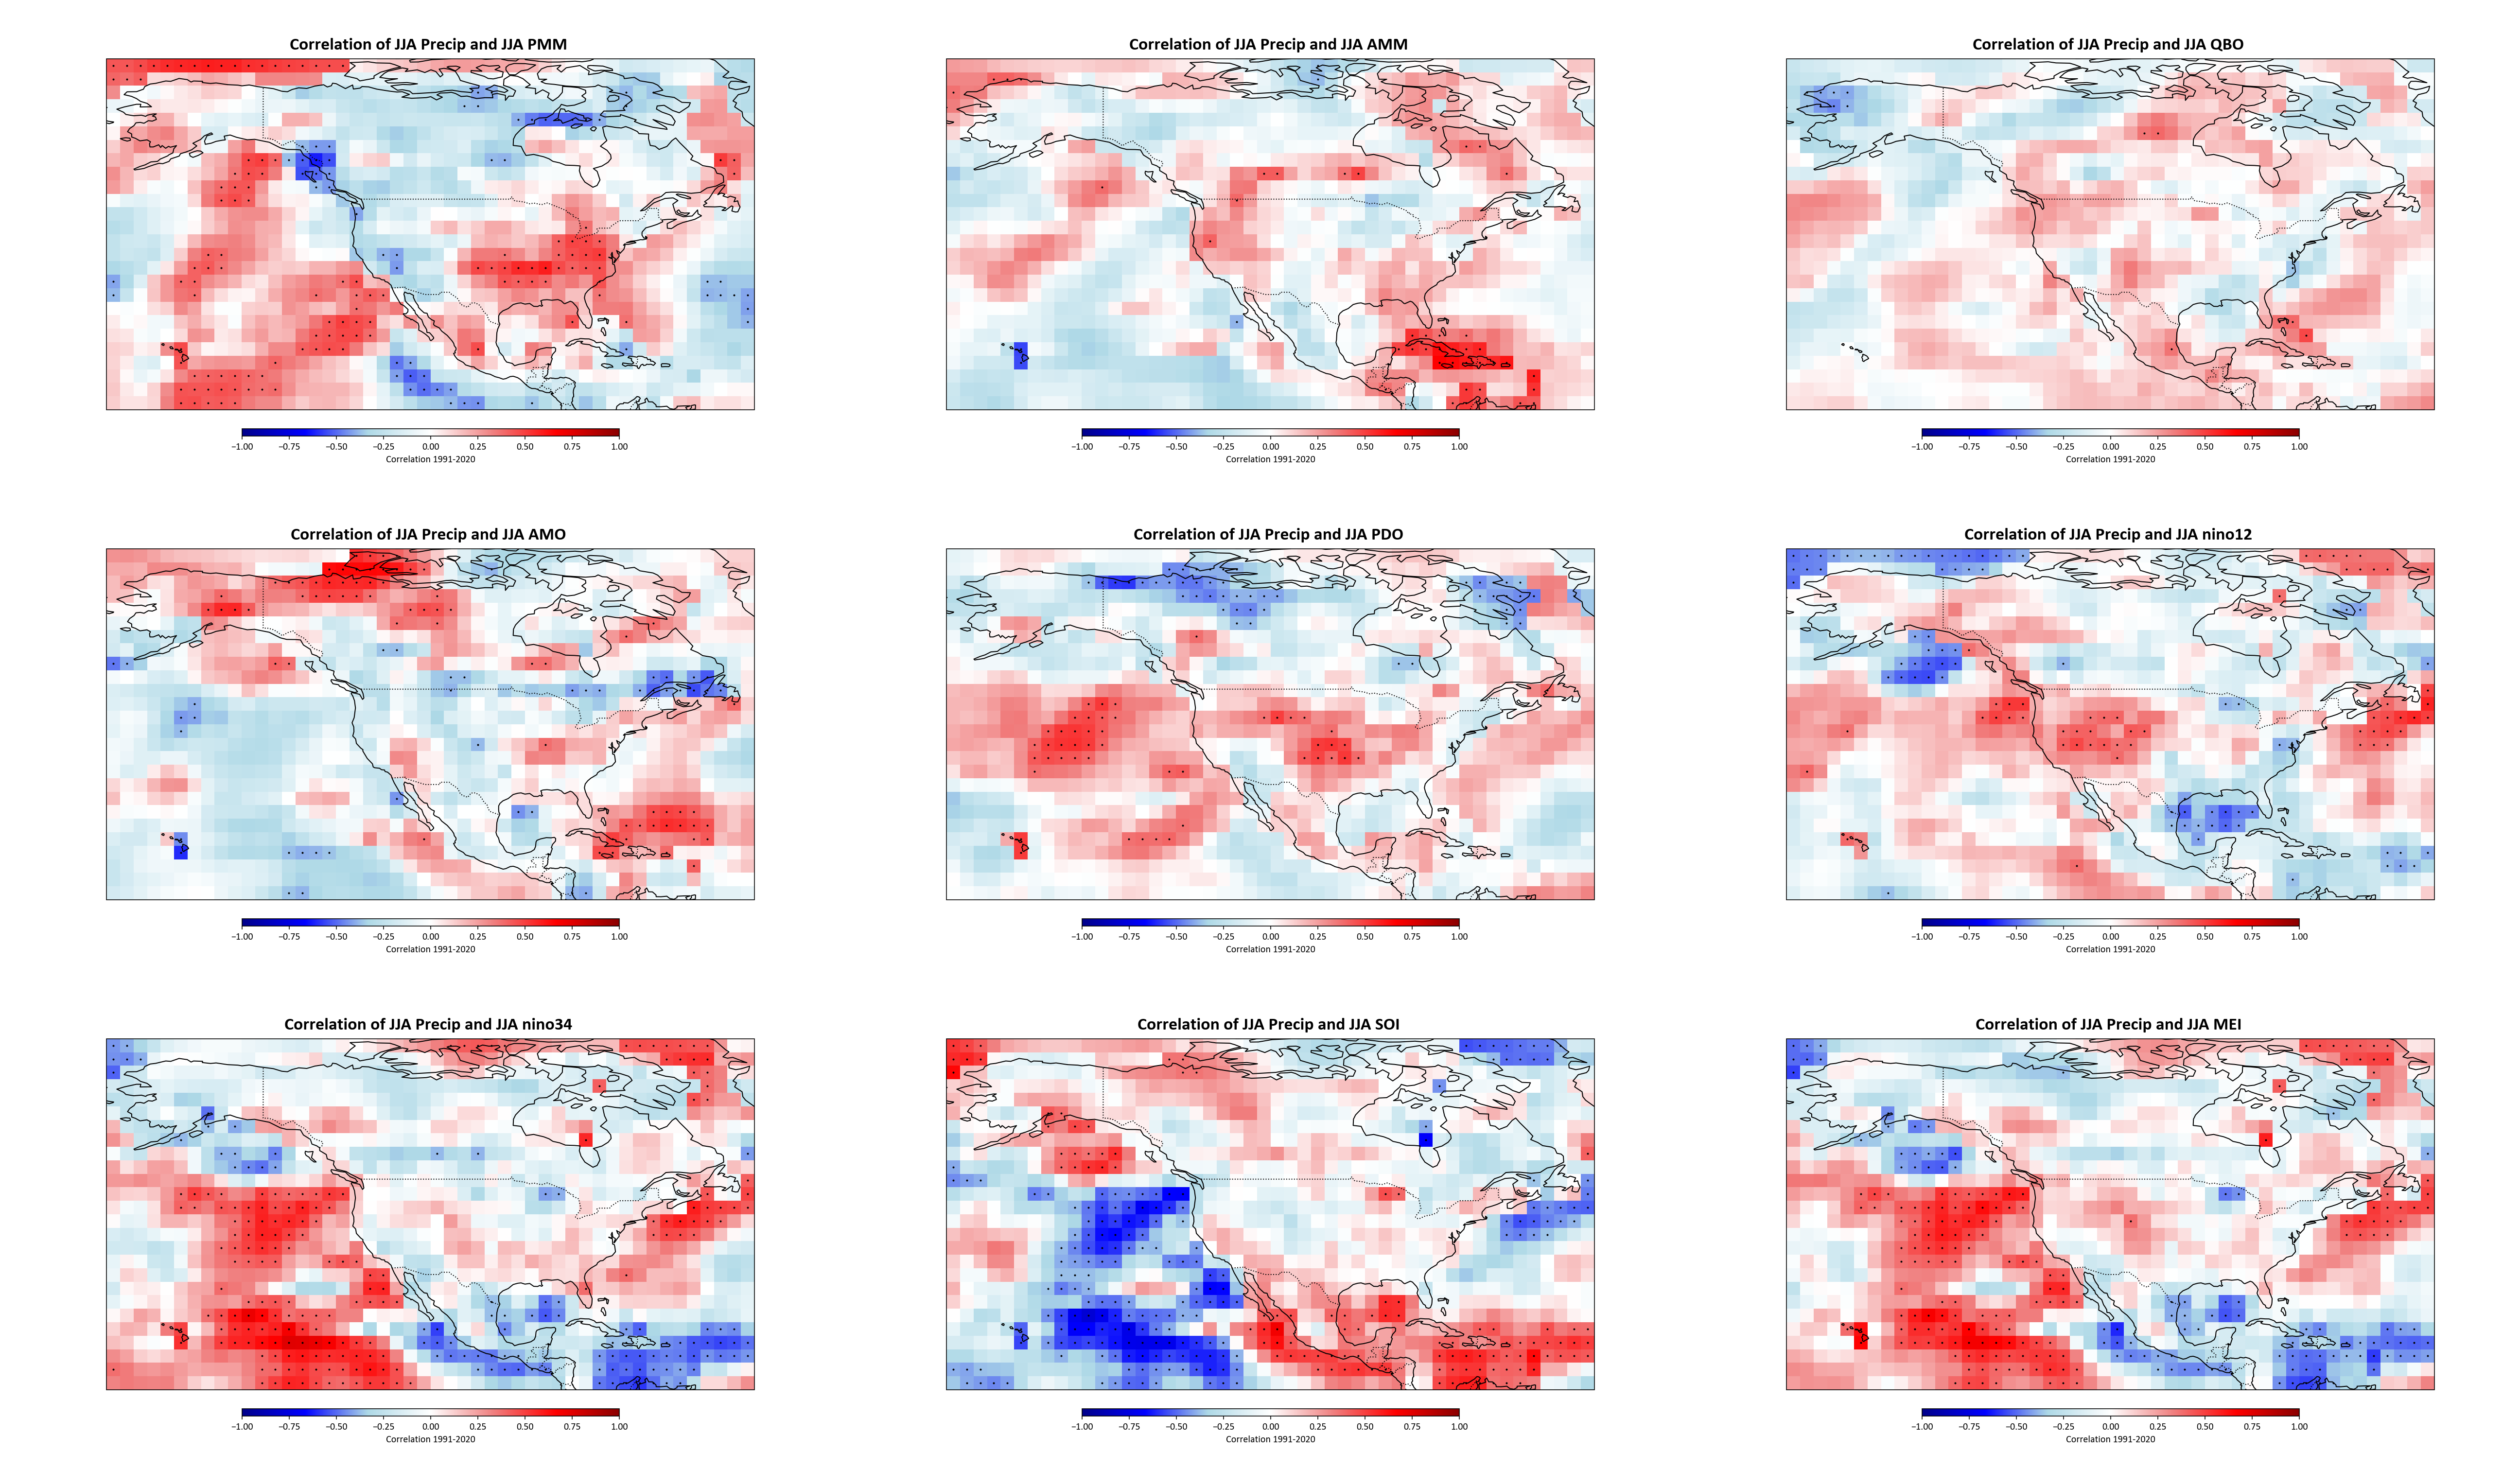 Correlation of JJA Precip and JJA PMM
−1.00 −0.75 −0.50 −0.25 0.00 0.25 0.50 0.75 1.00
Correlation 1991-2020
Correlation of JJA Precip and JJA AMM
−1.00 −0.75 −0.50 −0.25 0.00 0.25 0.50 0.75 1.00
Correlation 1991-2020
Correlation of JJA Precip and JJA QBO
−1.00 −0.75 −0.50 −0.25 0.00 0.25 0.50 0.75 1.00
Correlation 1991-2020
Correlation of JJA Precip and JJA AMO
−1.00 −0.75 −0.50 −0.25 0.00 0.25 0.50 0.75 1.00
Correlation 1991-2020
Correlation of JJA Precip and JJA PDO
−1.00 −0.75 −0.50 −0.25 0.00 0.25 0.50 0.75 1.00
Correlation 1991-2020
Correlation of JJA Precip and JJA nino12
−1.00 −0.75 −0.50 −0.25 0.00 0.25 0.50 0.75 1.00
Correlation 1991-2020
Correlation of JJA Precip and JJA nino34
−1.00 −0.75 −0.50 −0.25 0.00 0.25 0.50 0.75 1.00
Correlation 1991-2020
Correlation of JJA Precip and JJA SOI
−1.00 −0.75 −0.50 −0.25 0.00 0.25 0.50 0.75 1.00
Correlation 1991-2020
Correlation of JJA Precip and JJA MEI
−1.00 −0.75 −0.50 −0.25 0.00 0.25 0.50 0.75 1.00
Correlation 1991-2020